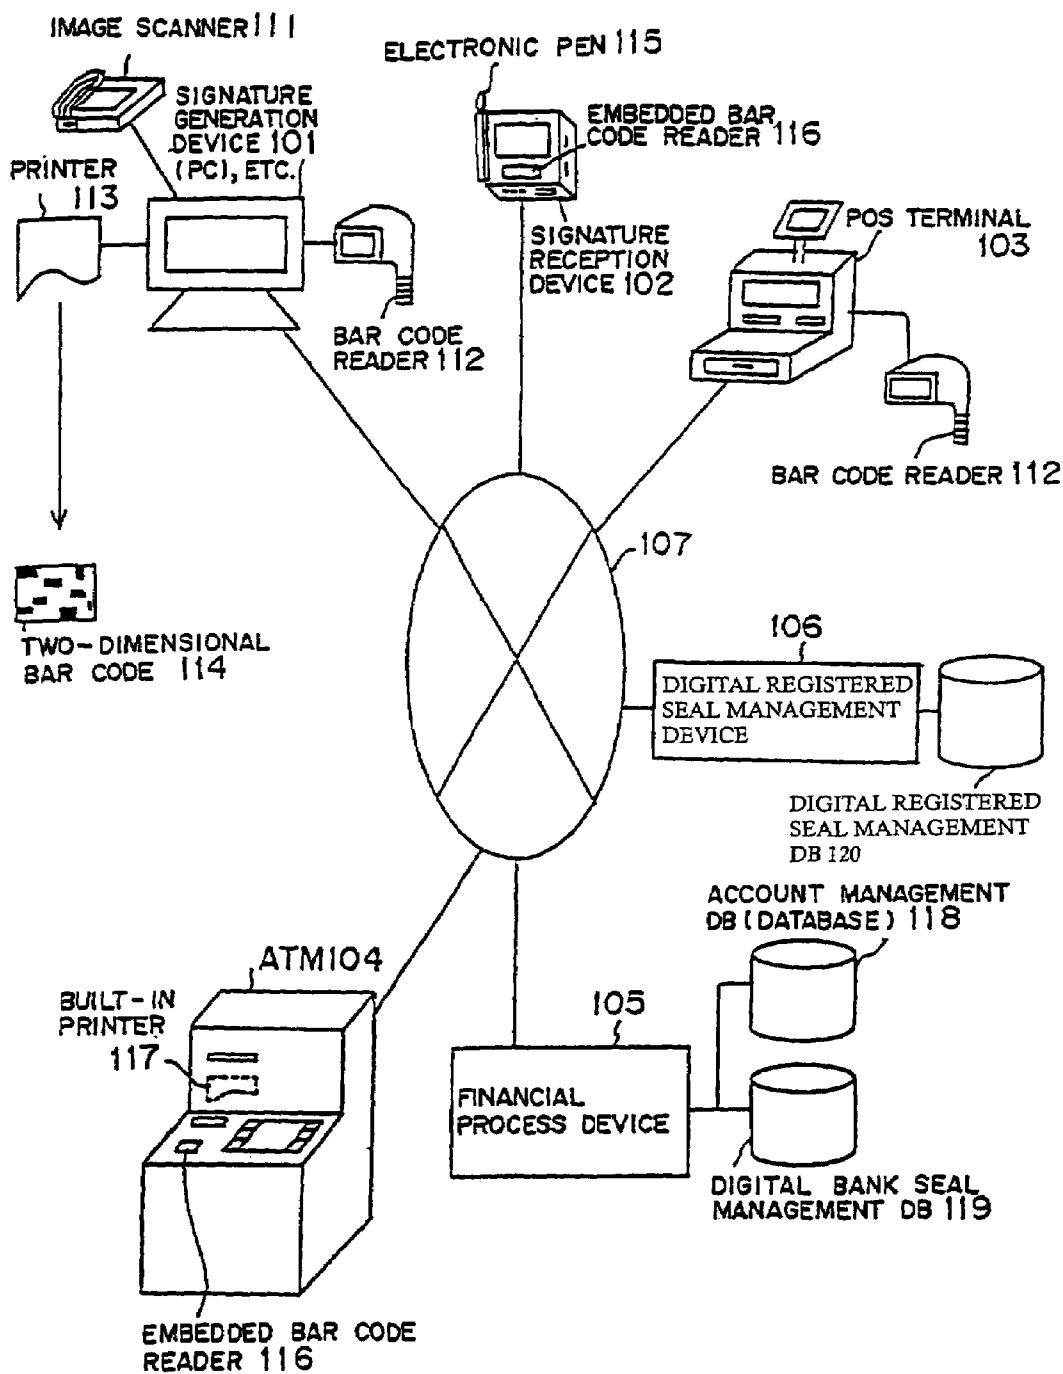 IMAGE SCANNER 111
SIGNATURE
GENERATION
DEVICE 101
(PC), ETC.
PRINTER
113
BAR CODE
READER 112
TWO-DIMENSIONAL
BAR CODE 114
ELECTRONIC PEN 115
EMBEDDED BAR
CODE READER 116
SIGNATURE
RECEPTION
DEVICE 102
POS TERMINAL
103
BAR CODE READER 112
107
106
DIGITAL REGISTERED
SEAL MANAGEMENT
DEVICE
DIGITAL REGISTERED
SEAL MANAGEMENT
DB 120
ACCOUNT MANAGEMENT
DB (DATABASE) 118
105
FINANCIAL
PROCESS DEVICE
DIGITAL BANK SEAL
MANAGEMENT DB 119
ATM104
BUILT-IN
PRINTER
117
EMBEDDED BAR CODE
READER 116